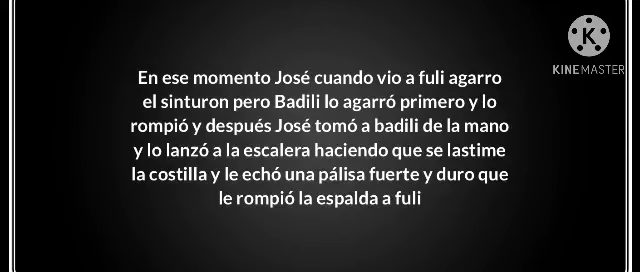 K
KINEMASTER
En ese momento José cuando vio a fuli agarro
el sinturon pero Badili lo agarró primero y lo
rompió y después José tomó a badili de la mano
y lo lanzó a la escalera haciendo que se lastime
la costilla y le echó una pálisa fuerte y duro que
le rompió la espalda a fuli